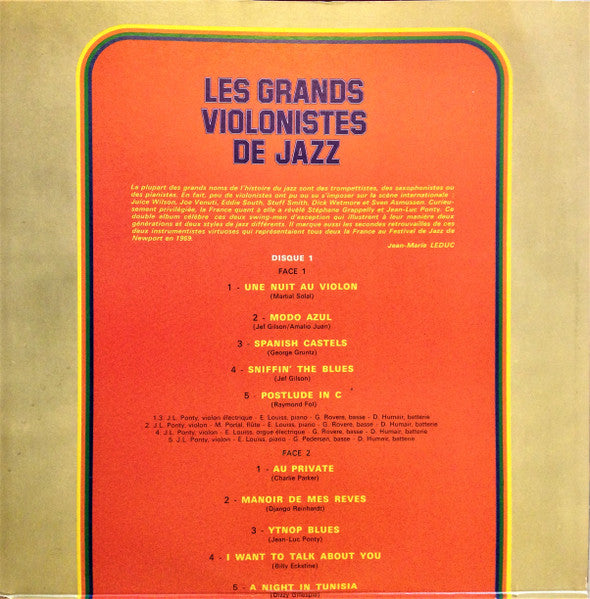 LES GRANDS
VIOLONISTES
DE JAZZ
Le plupart des grands noms de l'histoire du jazz sont des trompettistes, des saxophonistes ou
des pianistes. En fait, peu de violonistes ont pu ou su s'imposer sur la scène internationale :
Juice Wilson, Joe Venuti, Eddie South, Stuff Smith, Dick Wetmore et Sven Asmussen. Curieu-
sement privilégiée, la France quant à elle a révélé Stéphane Grappelly et Jean-Luc Ponty. Ce
double album célèbre ces deux swing-men d'exception qui illustrent à leur manière deux
générations et deux styles de jazz différents. Il marque aussi les secondes retrouvailles de ces
deux instrumentistes virtuoses qui représentaient tous deux la France au Festival de Jazz de
Newport en 1969.
Jean-Marie LEDUC
DISQUE 1
FACE 1
1 - UNE NUIT AU VIOLON
(Martial Solal)
2 - MODO AZUL
(Jef Gilson/Amalio Juan)
3 - SPANISH CASTELS
(George Gruntz)
4 - SNIFFIN' THE BLUES
(Jef Gilson)
5 POSTLUDE IN C
(Raymond Fol)
1.3. J.L. Ponty, violon électrique - E. Louiss, piano - G. Rovere, basse - D. Humair, batterie
2. J.L. Ponty, violon - M. Portal, flûte - E. Louiss, piano - G. Rovere, basse - D. Humair, batterie
4. J.L. Ponty, violon - E. Louiss, orgue électrique - G. Rovere, basse - D. Humair, batterie
5. J.L. Ponty, violon - E. Louiss, piano - G. Pedersen, basse - D. Humair, batterie
FACE 2
1 - AU PRIVATE
(Charlie Parker)
2 - MANOIR DE MES REVES
(Django Reinhardt)
3 - YTNOP BLUES
(Jean-Luc Ponty)
4 - I WANT TO TALK ABOUT YOU
(Billy Eckstine)
5 - A NIGHT IN TUNISIA
(Dizzy Gillespie)